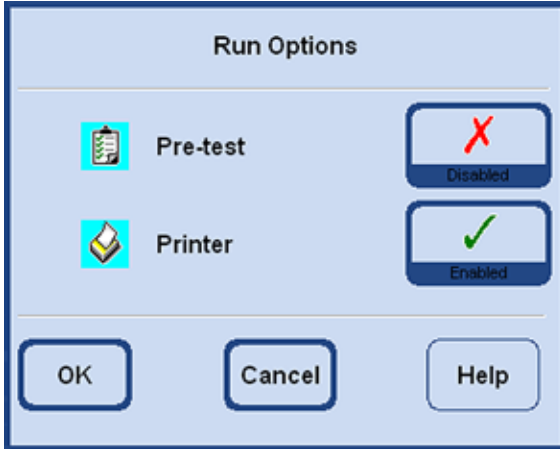 Run Options
Pre-test
Disabled
Printer
Enabled
OK
Cancel
Help